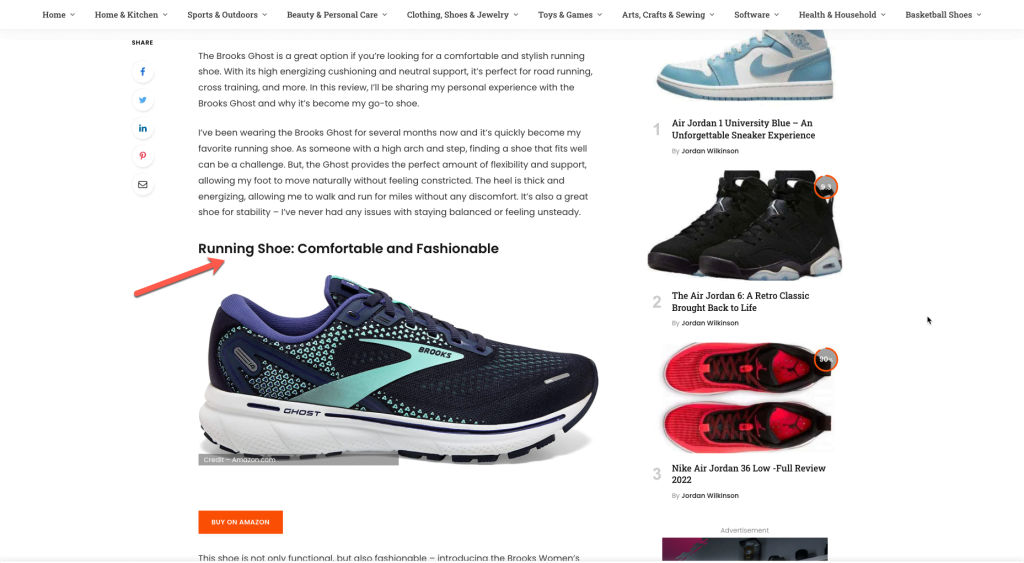 Home
Home & Kitchen
Sports & Outdoors
Beauty & Personal Care
Clothing, Shoes & Jewelry
Toys & Games
Arts, Crafts & Sewing
Software
Health & Household
Basketball Shoes
SHARE
The Brooks Ghost is a great option if you're looking for a comfortable and stylish running
shoe. With its high energizing cushioning and neutral support, it's perfect for road running,
cross training, and more. In this review, I'll be sharing my personal experience with the
Brooks Ghost and why it's become my go-to shoe.
I've been wearing the Brooks Ghost for several months now and it's quickly become my
favorite running shoe. As someone with a high arch and step, finding a shoe that fits well
can be a challenge. But, the Ghost provides the perfect amount of flexibility and support,
allowing my foot to move naturally without feeling constricted. The heel is thick and
energizing, allowing me to walk and run for miles without any discomfort. It's also a great
shoe for stability – I've never had any issues with staying balanced or feeling unsteady.
Running Shoe: Comfortable and Fashionable
BROOKS
GHOST
Credit – Amazon.com
BUY ON AMAZON
This shoe is not only functional, but also fashionable – introducing the Brooks Women's
1
Air Jordan 1 University Blue – An
Unforgettable Sneaker Experience
By Jordan Wilkinson
9.3
2
The Air Jordan 6: A Retro Classic
Brought Back to Life
By Jordan Wilkinson
90%
3
Nike Air Jordan 36 Low -Full Review
2022
By Jordan Wilkinson
Advertisement